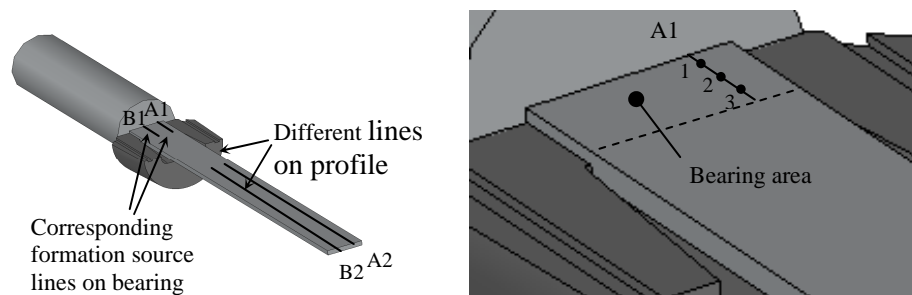 B1 A1
Different lines
on profile
Corresponding
formation source
lines on bearing
B2 A2
A1
1
2
3
Bearing area